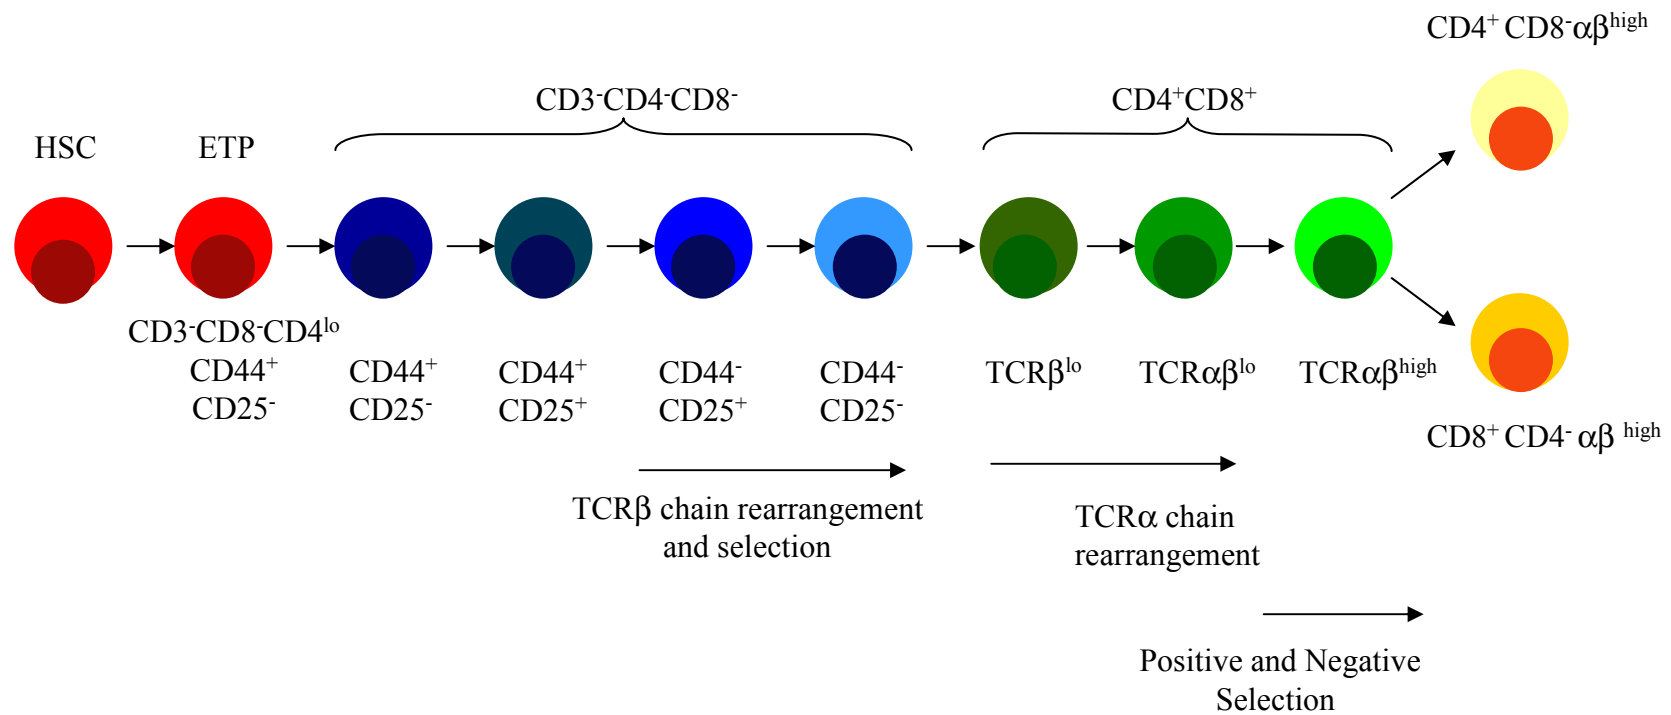 CD4⁺ CD8⁻αβʰⁱᵍʰ
CD3⁻CD4⁻CD8⁻
CD4⁺CD8⁺
HSC
ETP
CD3⁻CD8⁻CD4ˡᵒ
CD44⁺
CD25⁻
CD44⁺
CD25⁻
CD44⁺
CD25⁺
CD44⁻
CD25⁺
CD44⁻
CD25⁻
TCRβˡᵒ
TCRαβˡᵒ
TCRαβʰⁱᵍʰ
CD8⁺ CD4⁻ αβ ʰⁱᵍʰ
TCRβ chain rearrangement
and selection
TCRα chain
rearrangement
Positive and Negative
Selection